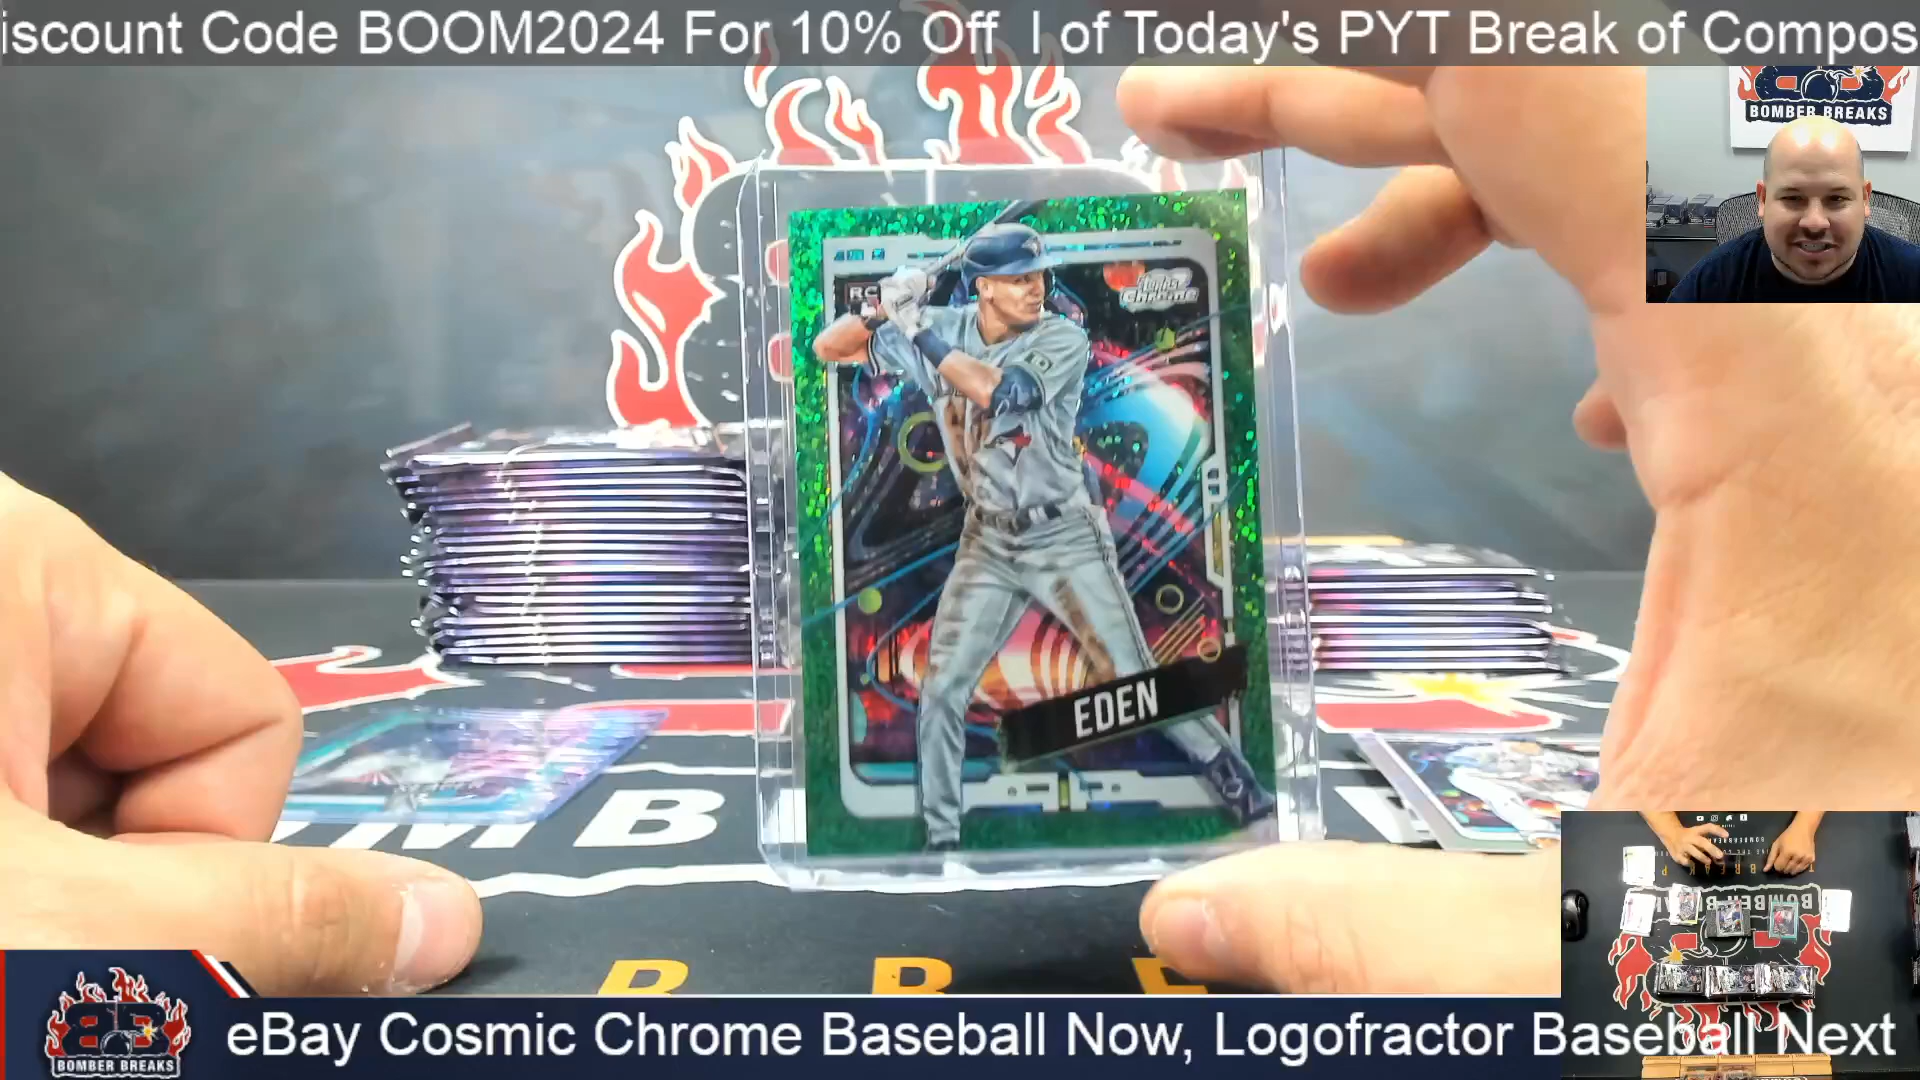 iscount Code BOOM2024 For 10% Off  l of Today's PYT Break of Compos
BOMBER BREAKS
RC
Topps
Chrome
EDEN
M B
B B E
BOMBER BREAKS
eBay Cosmic Chrome Baseball Now, Logofractor Baseball Next